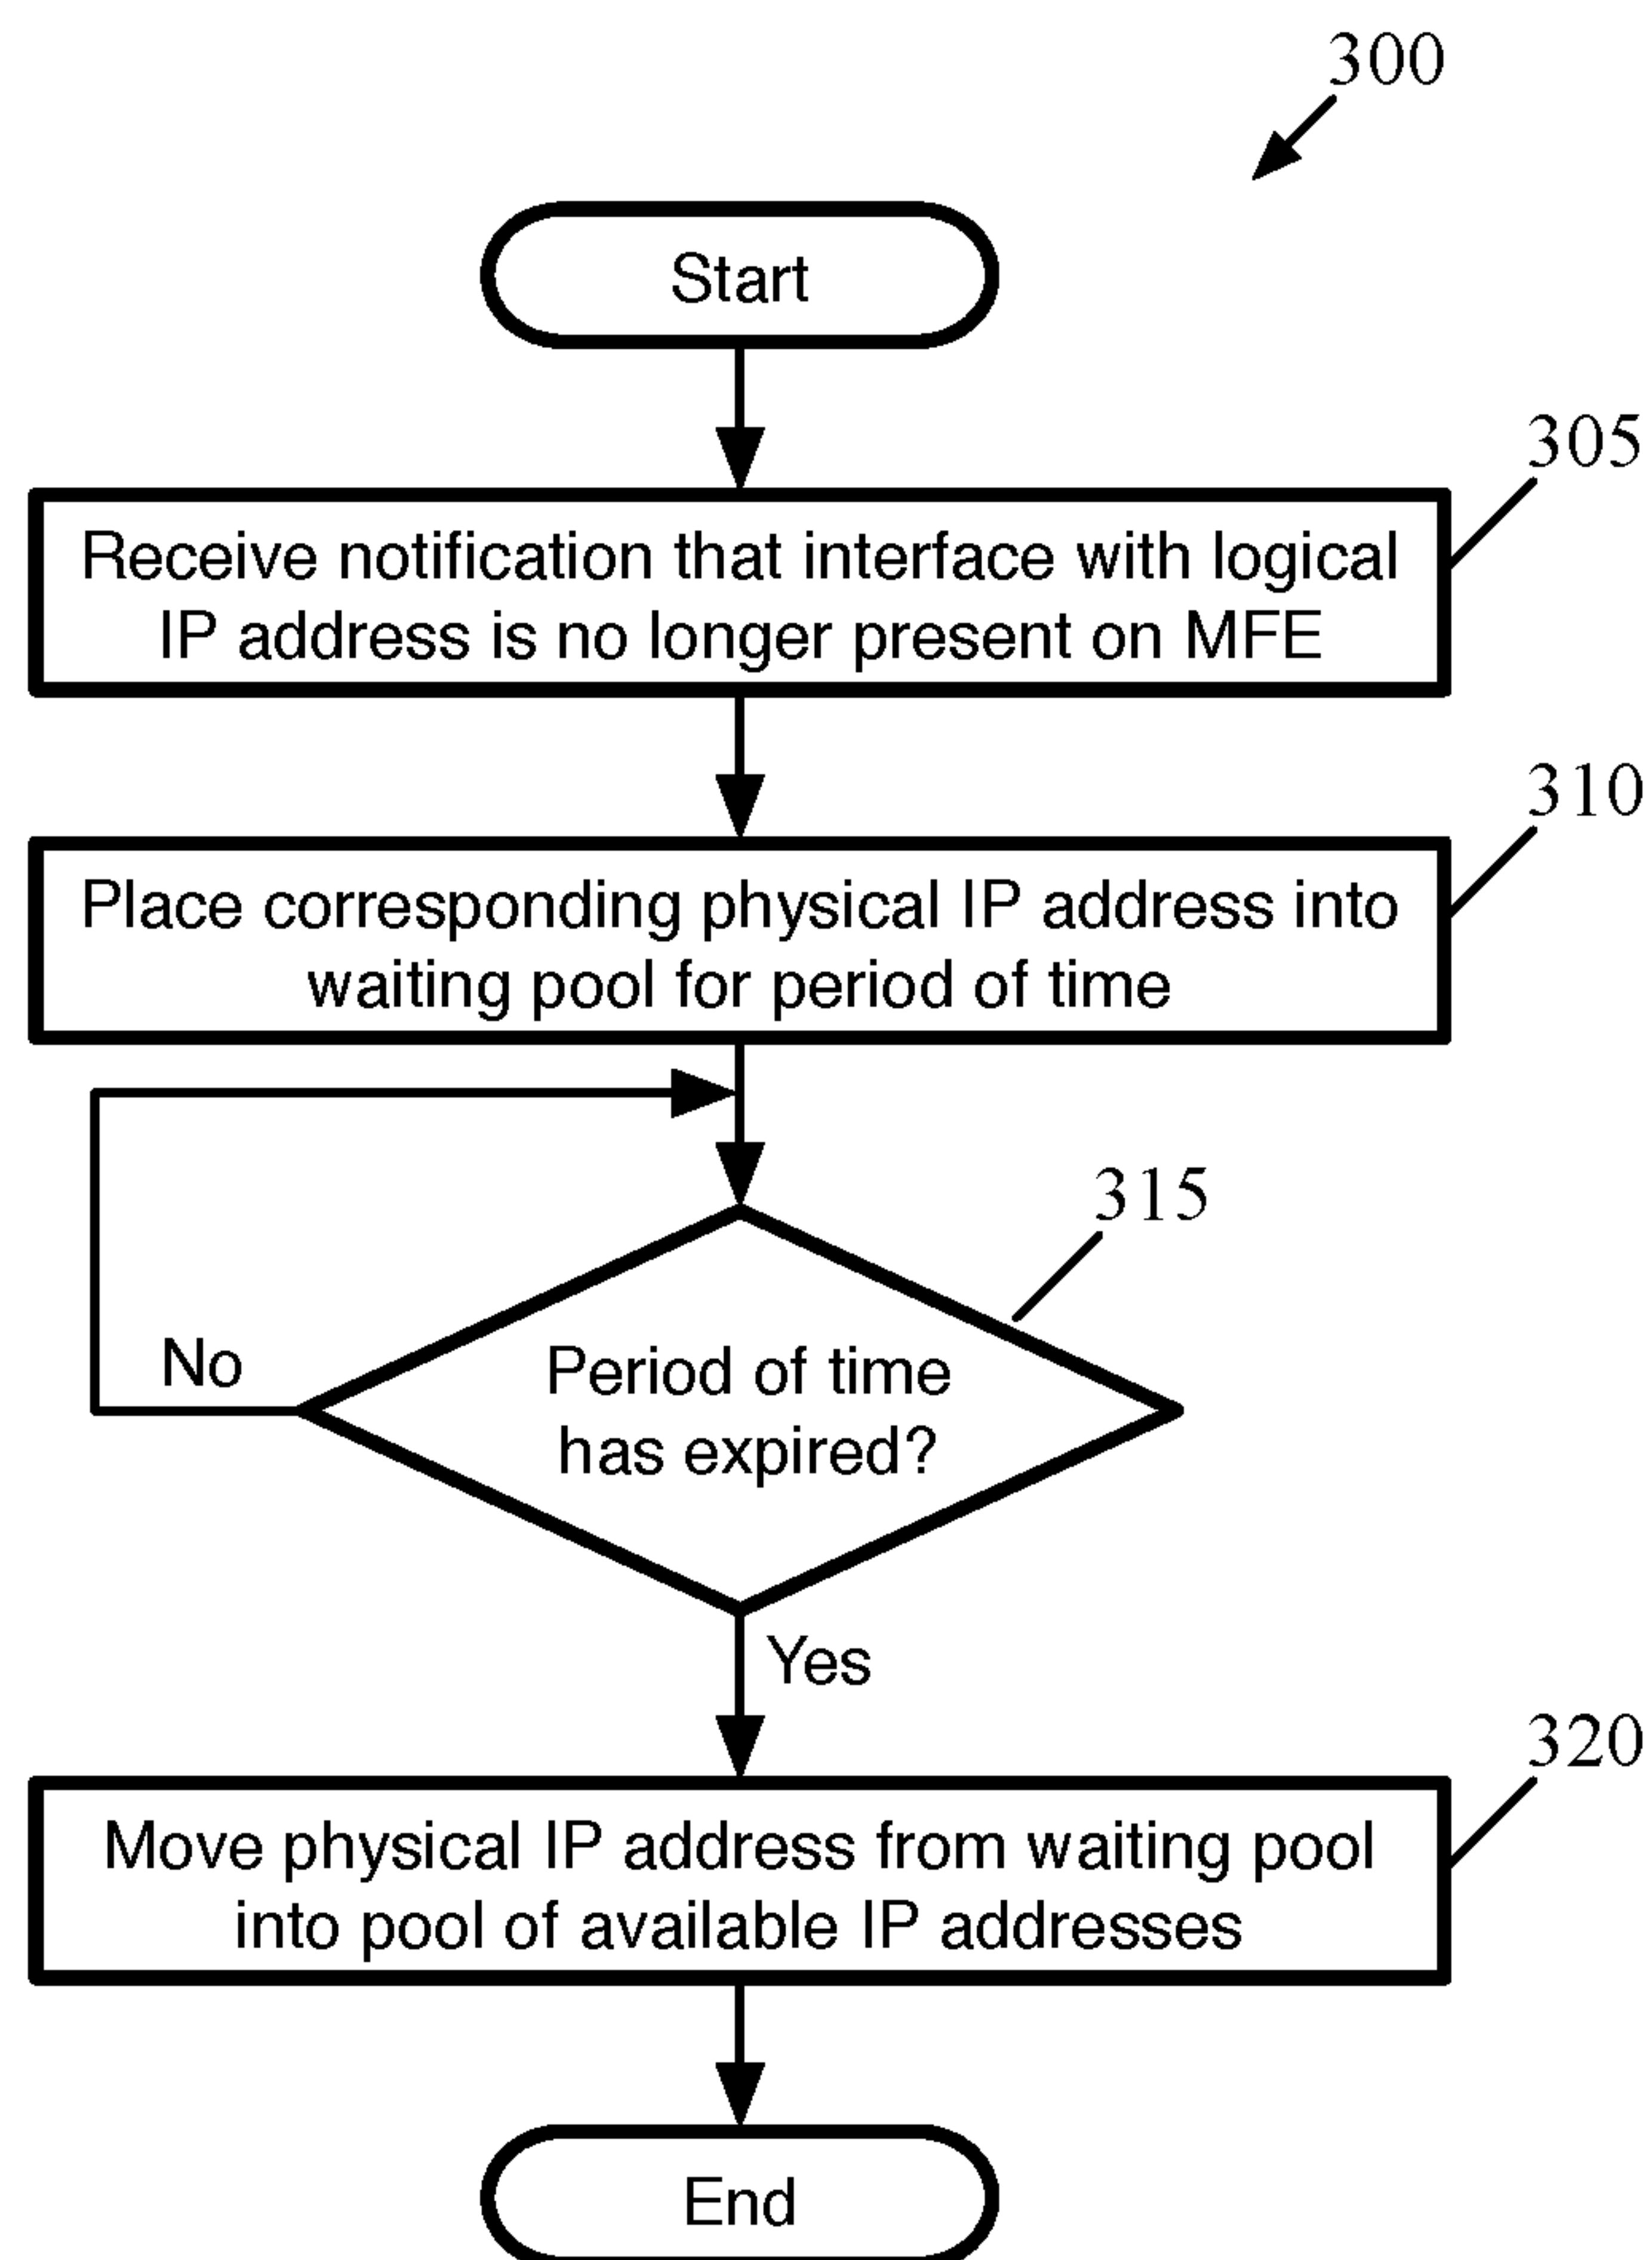 300
Start
305
Receive notification that interface with logical
IP address is no longer present on MFE
310
Place corresponding physical IP address into
waiting pool for period of time
315
Period of time
has expired?
No
Yes
320
Move physical IP address from waiting pool
into pool of available IP addresses
End